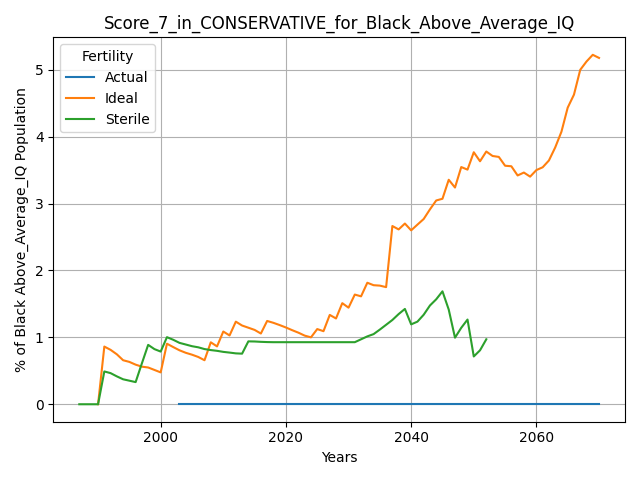 Score_7_in_CONSERVATIVE_for_Black_Above_Average_IQ
Fertility
Actual
Ideal
Sterile
% of Black Above_Average_IQ Population
5
4
3
2
1
0
2000
2020
2040
2060
Years